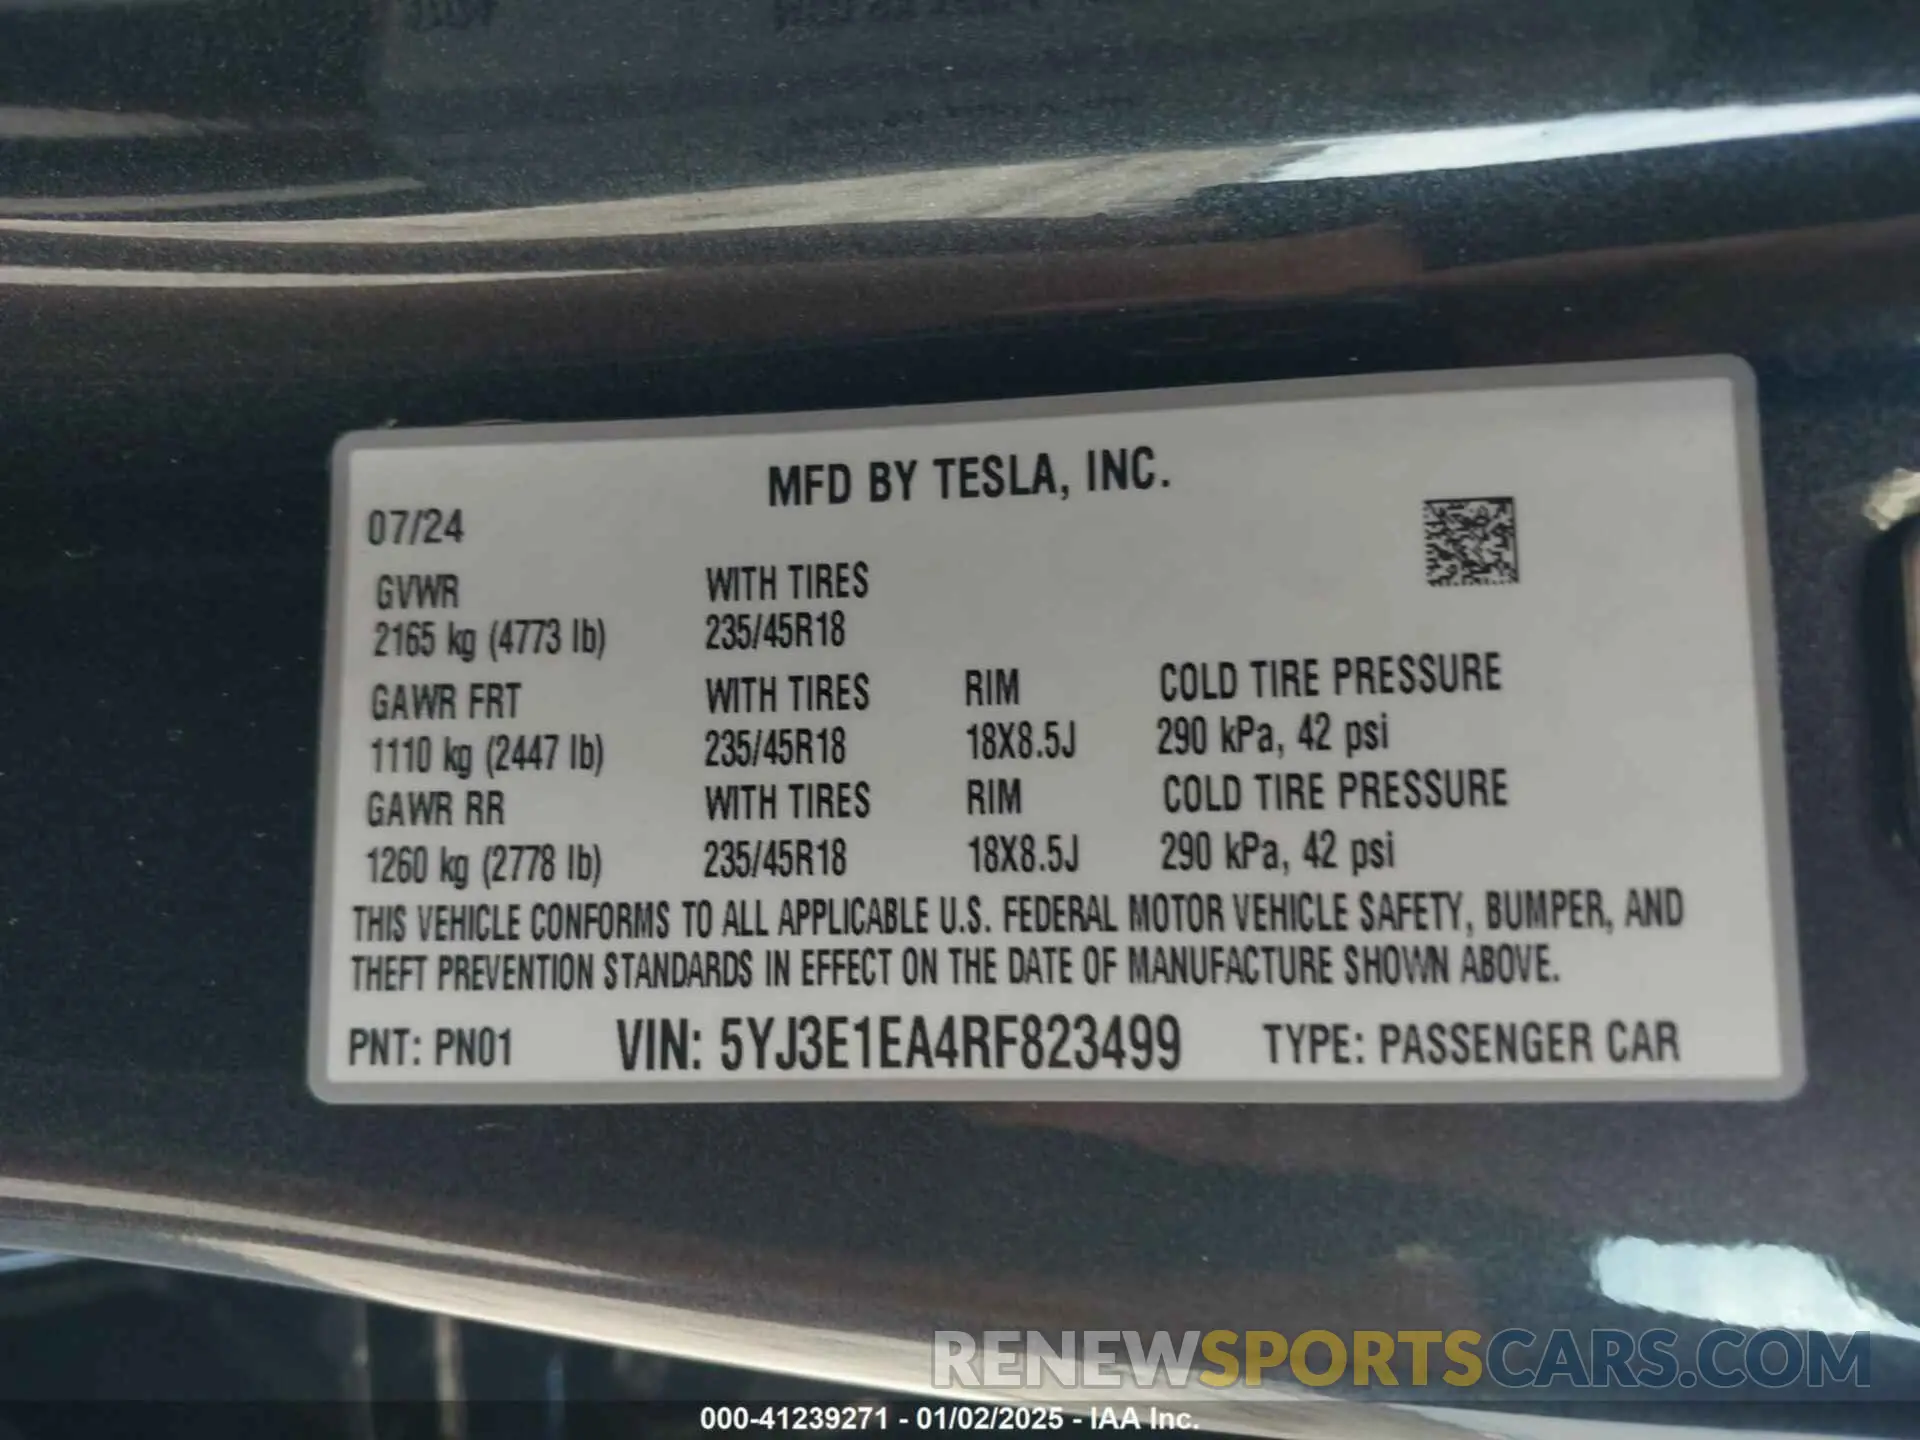 MFD BY TESLA, INC.
07/24
GVWR WITH TIRES
2165 kg (4773 lb) 235/45R18
GAWR FRT WITH TIRES RIM COLD TIRE PRESSURE
1110 kg (2447 lb) 235/45R18 18X8.5J 290 kPa, 42 psi
GAWR RR WITH TIRES RIM COLD TIRE PRESSURE
1260 kg (2778 lb) 235/45R18 18X8.5J 290 kPa, 42 psi
THIS VEHICLE CONFORMS TO ALL APPLICABLE U.S. FEDERAL MOTOR VEHICLE SAFETY, BUMPER, AND
THEFT PREVENTION STANDARDS IN EFFECT ON THE DATE OF MANUFACTURE SHOWN ABOVE.
PNT: PN01 VIN: 5YJ3E1EA4RF823499 TYPE: PASSENGER CAR
RENEWSPORTSCARS.COM
000-41239271 - 01/02/2025 - IAA Inc.